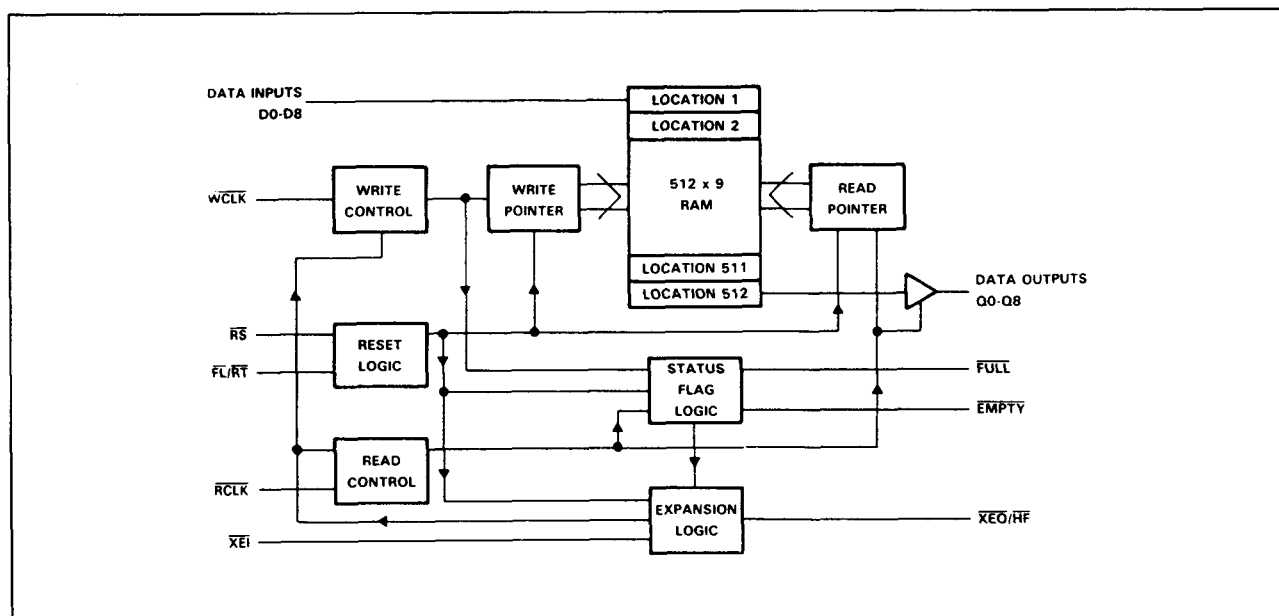 DATA INPUTS
D0-D8
LOCATION 1
LOCATION 2
512 x 9
RAM
LOCATION 511
LOCATION 512
WCLK
WRITE
CONTROL
WRITE
POINTER
READ
POINTER
DATA OUTPUTS
Q0-Q8
RS
FL/RT
RESET
LOGIC
STATUS
FLAG
LOGIC
FULL
EMPTY
READ
CONTROL
RCLK
XEI
EXPANSION
LOGIC
XEO/HF